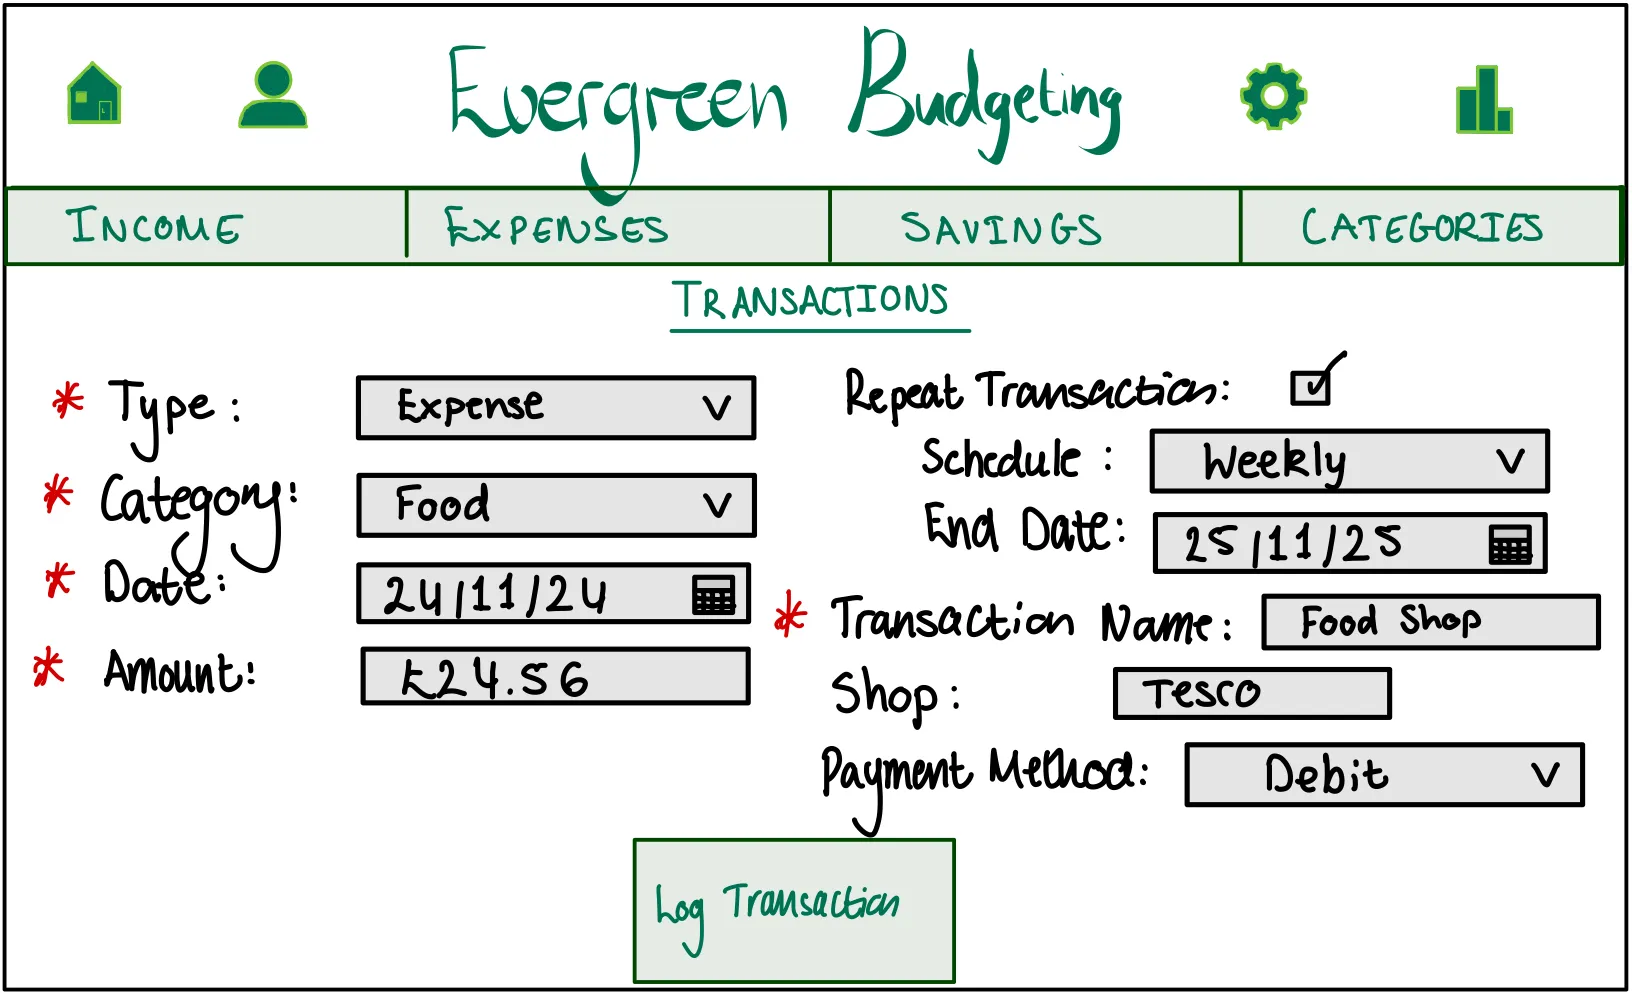 Evergreen Budgeting
INCOME EXPENSES SAVINGS CATEGORIES
TRANSACTIONS
* Type: Expense
* Category: Food
* Date: 24/11/24
* Amount: £24.56
Repeat Transaction:
Schedule: Weekly
End Date: 25/11/25
* Transaction Name: Food Shop
Shop: Tesco
Payment Method: Debit
Log Transaction